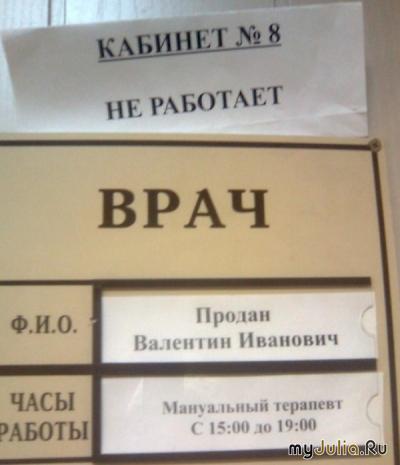 КАБИНЕТ № 8
НЕ РАБОТАЕТ
ВРАЧ
Ф.И.О.
Продан
Валентин Иванович
ЧАСЫ
РАБОТЫ
Мануальный терапевт
С 15:00 до 19:00
myJulia.Ru